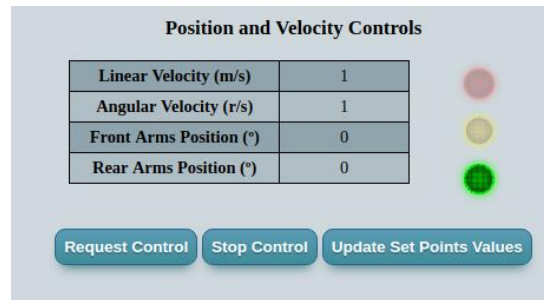 Position and Velocity Controls
Linear Velocity (m/s) 1
Angular Velocity (r/s) 1
Front Arms Position (º) 0
Rear Arms Position (º) 0
Request Control Stop Control Update Set Points Values